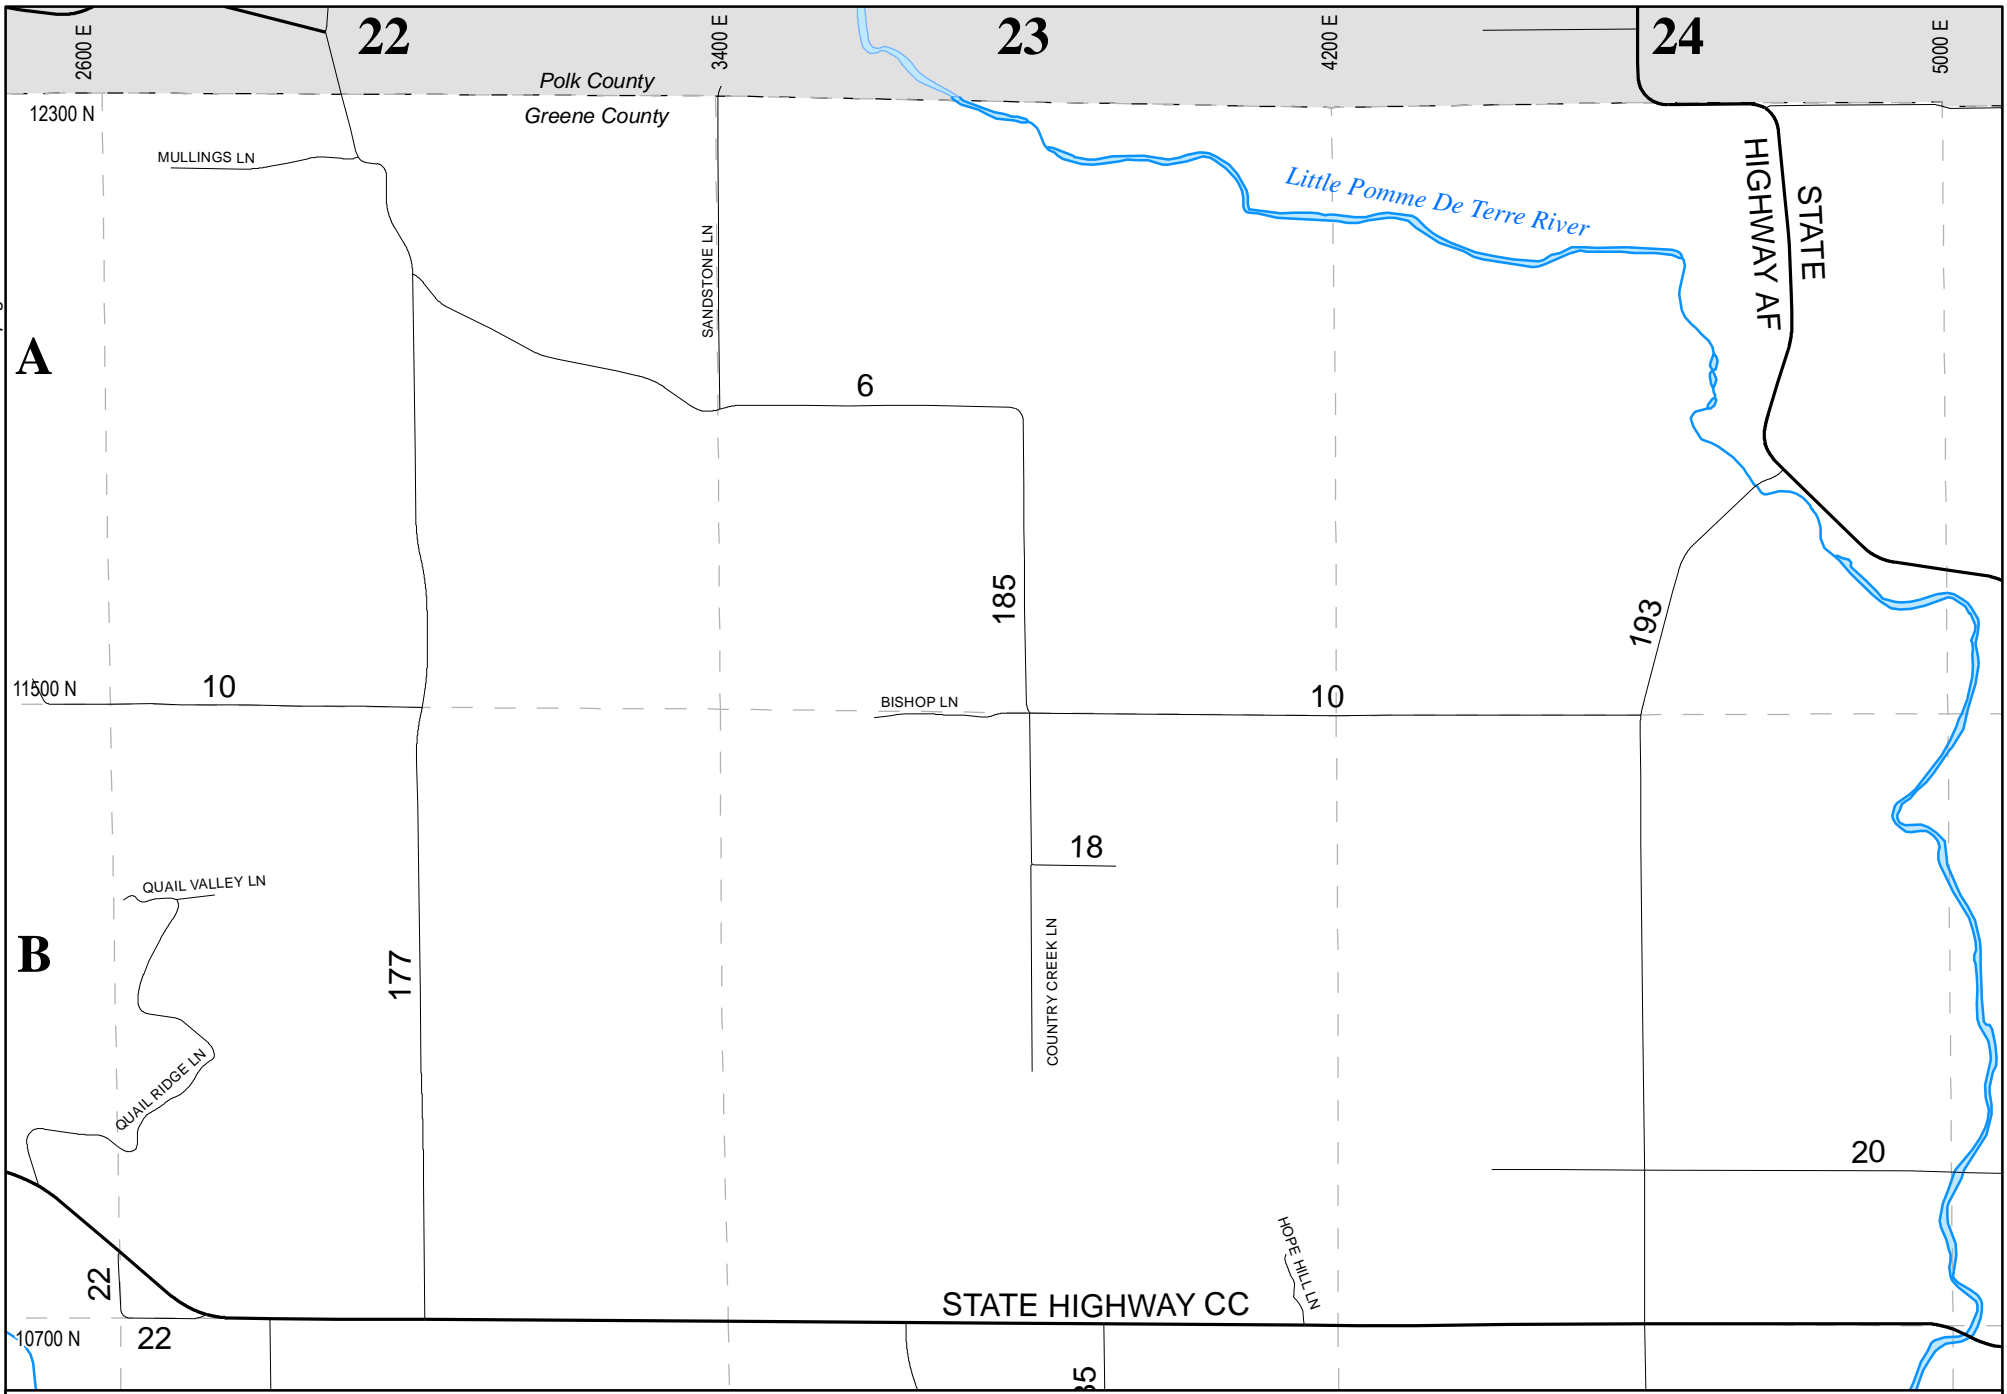 22
23
24
2600 E
3400 E
4200 E
5000 E
Polk County
Greene County
12300 N
MULLINGS LN
Little Pomme De Terre River
STATE
HIGHWAY AF
SANDSTONE LN
A
6
185
193
11500 N
10
BISHOP LN
10
18
QUAIL VALLEY LN
COUNTRY CREEK LN
B
177
QUAIL RIDGE LN
20
HOPE HILL LN
22
STATE HIGHWAY CC
10700 N
22